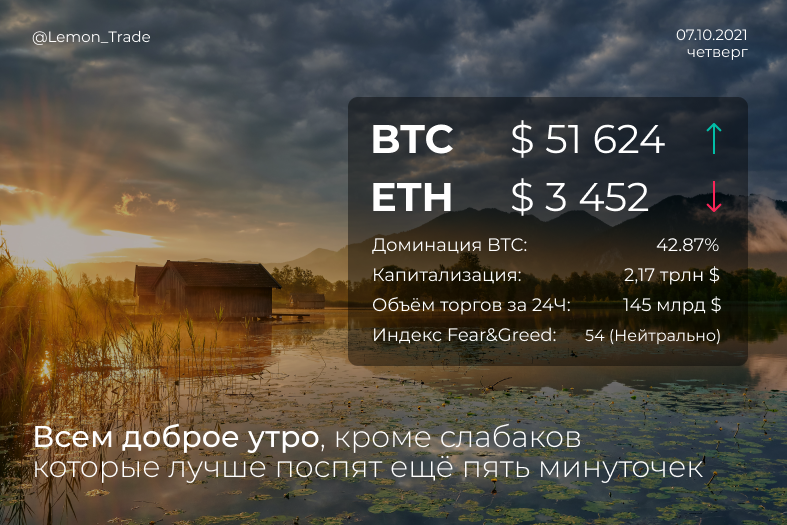 @Lemon_Trade
07.10.2021
четверг
BTC $ 51 624 ↑
ETH $ 3 452 ↓
Доминация BTC: 42.87%
Капитализация: 2,17 трлн $
Объём торгов за 24Ч: 145 млрд $
Индекс Fear&Greed: 54 (Нейтрально)
Всем доброе утро, кроме слабаков
которые лучше поспят ещё пять минуточек